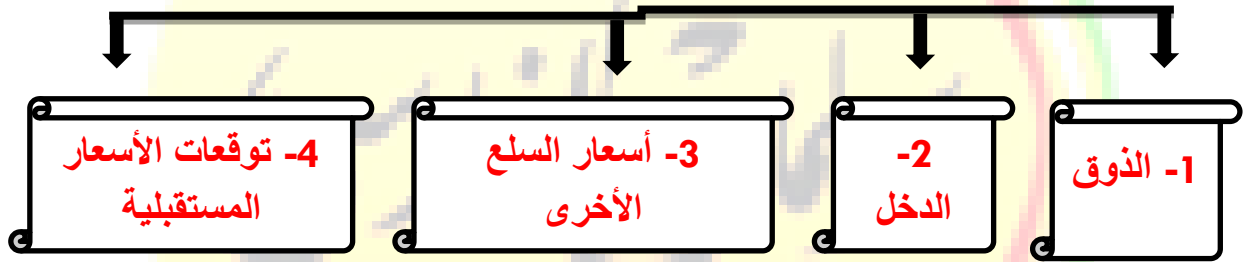 1- الذوق
2-
الدخل
3- أسعار السلع
الأخرى
4- توقعات الأسعار
المستقبلية